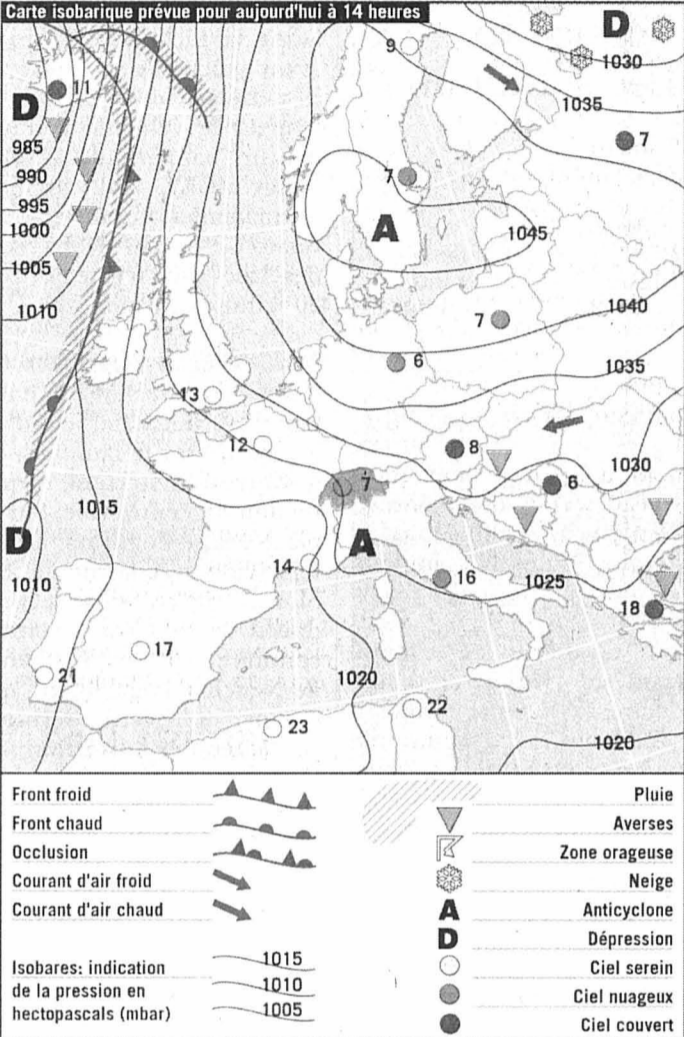 Carte isobarique prévue pour aujourd'hui à 14 heures
D
1030
9
1035
11
D
7
985
7
990
995
A
1000
1045
1005
1010
1040
7
6
1035
13
12
8
1030
7
6
1015
D
A
14
16
1025
1010
18
17
21
1020
22
23
1020
Front froid
Front chaud
Occlusion
Courant d'air froid
Courant d'air chaud
Isobares: indication
de la pression en
hectopascals (mbar)
1015
1010
1005
Pluie
Averses
Zone orageuse
Neige
A Anticyclone
D Dépression
Ciel serein
Ciel nuageux
Ciel couvert